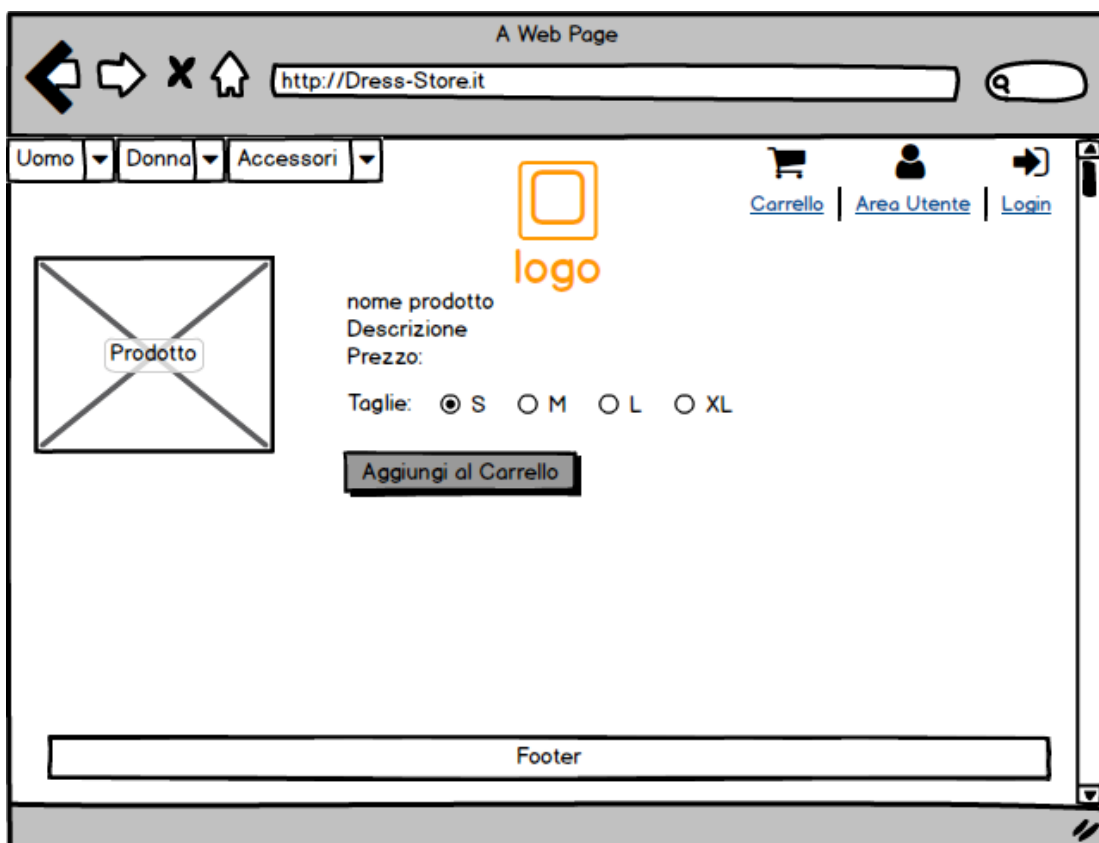 A Web Page
http://Dress-Store.it
Uomo Donna Accessori
Carrello Area Utente Login
logo
Prodotto
nome prodotto
Descrizione
Prezzo:
Taglie: S M L XL
Aggiungi al Carrello
Footer